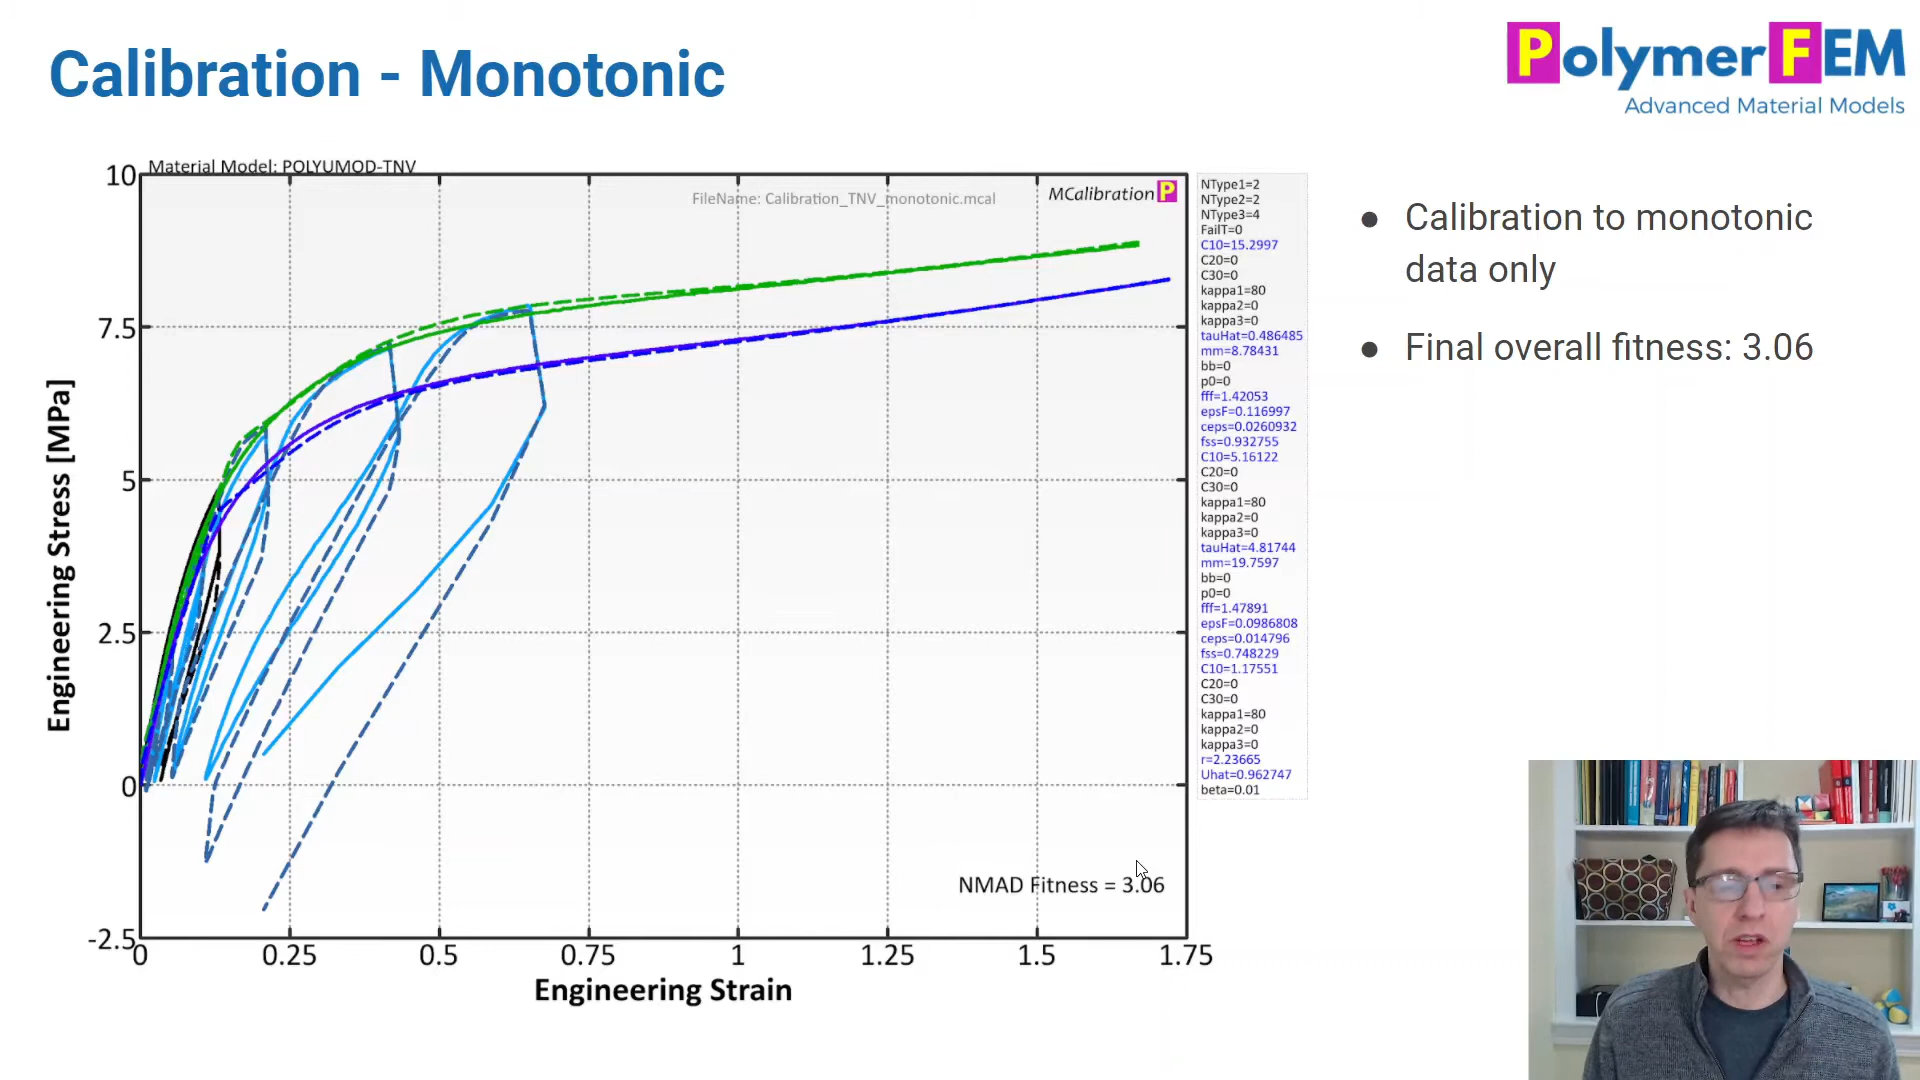 Calibration - Monotonic
PolymerFEM
Advanced Material Models
Material Model: POLYUMOD-TNV
FileName: Calibration_TNV_monotonic.mcal
MCalibration P
10
7.5
5
2.5
0
-2.5
Engineering Stress [MPa]
0
0.25
0.5
0.75
1
1.25
1.5
1.75
Engineering Strain
NMAD Fitness = 3.06
NType1=2
NType2=2
NType3=4
FailT=0
C10=15.2997
C20=0
C30=0
kappa1=80
kappa2=0
kappa3=0
tauHat=0.486485
mm=8.78431
bb=0
p0=0
fff=1.42053
epsF=0.116997
ceps=0.0260932
fss=0.932755
C10=5.16122
C20=0
C30=0
kappa1=80
kappa2=0
kappa3=0
tauHat=4.81744
mm=19.7597
bb=0
p0=0
fff=1.47891
epsF=0.0986808
ceps=0.014796
fss=0.748229
C10=1.17551
C20=0
C30=0
kappa1=80
kappa2=0
kappa3=0
r=2.23665
Uhat=0.962747
beta=0.01
● Calibration to monotonic
data only
● Final overall fitness: 3.06